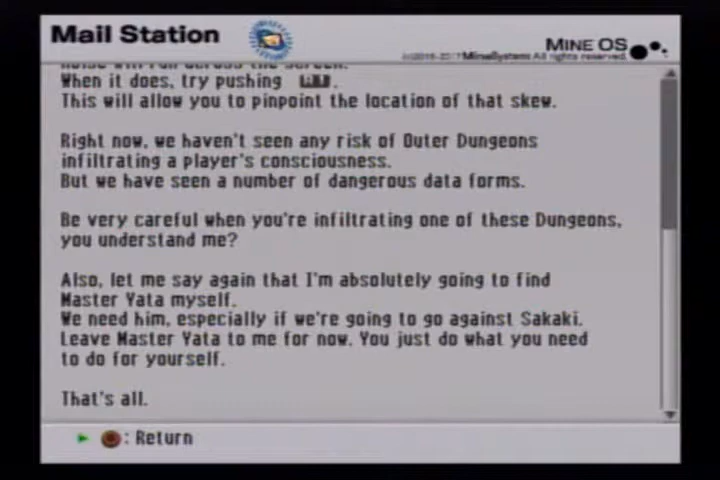 Mail Station
MINE OS
All rights reserved.
When it does, try pushing
This will allow you to pinpoint the location of that skew.
Right now, we haven't seen any risk of Outer Dungeons
infiltrating a player's consciousness.
But we have seen a number of dangerous data forms.
Be very careful when you're infiltrating one of these Dungeons,
you understand me?
Also, let me say again that I'm absolutely going to find
Master Yata myself.
We need him, especially if we're going to go against Sakaki.
Leave Master Yata to me for now. You just do what you need
to do for yourself.
That's all.
: Return